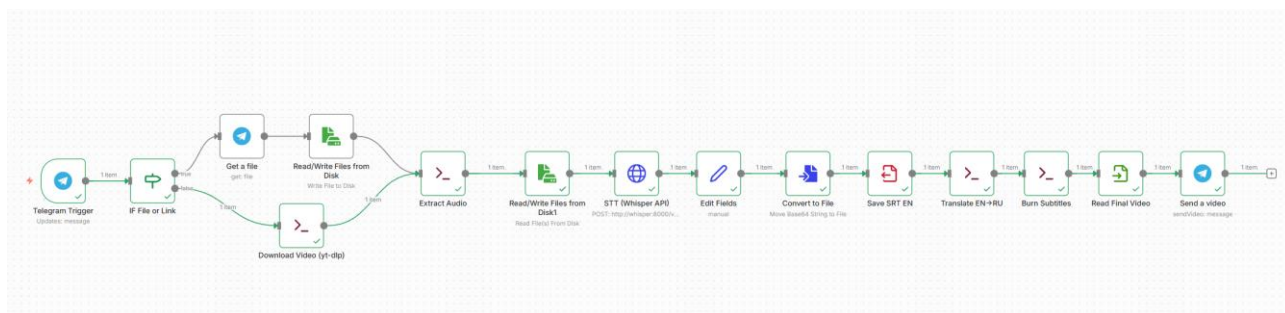 Telegram Trigger
Updates: message
1 item
IF File or Link
true
false
Get a file
get: file
Read/Write Files from
Disk
Write File to Disk
1 item
Download Video (yt-dlp)
1 item
Extract Audio
1 item
Read/Write Files from
Disk1
Read File(s) From Disk
1 item
STT (Whisper API)
POST: http://whisper:8000/v...
1 item
Edit Fields
manual
1 item
Convert to File
Move Base64 String to File
1 item
Save SRT EN
1 item
Translate EN→RU
1 item
Burn Subtitles
1 item
Read Final Video
1 item
Send a video
sendVideo: message
1 item